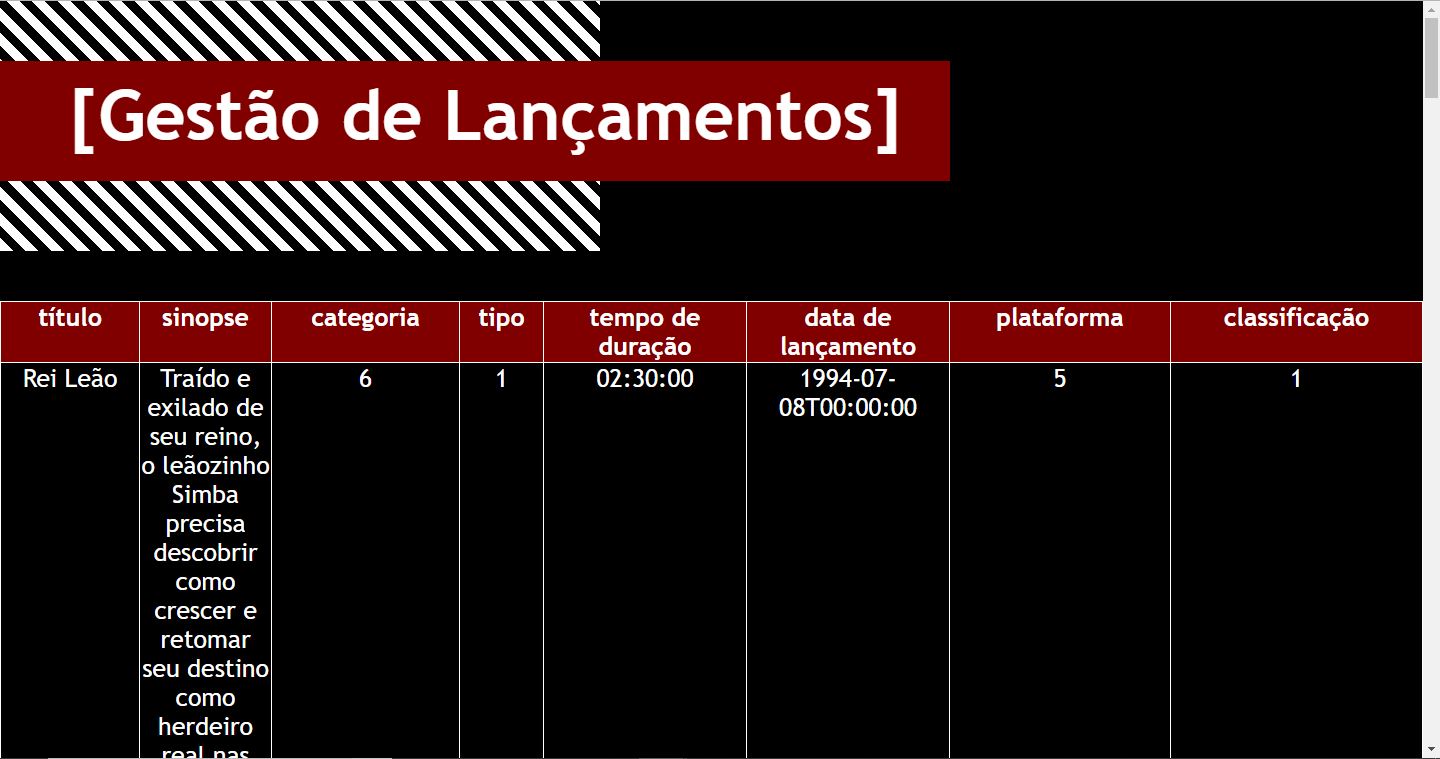 [Gestão de Lançamentos]
título sinopse categoria tipo tempo de duração data de lançamento plataforma classificação
Rei Leão
Traído e
exilado de
seu reino,
o leãozinho
Simba
precisa
descobrir
como
crescer e
retomar
seu destino
como
herdeiro
real nas
6
1
02:30:00
1994-07-
08T00:00:00
5
1